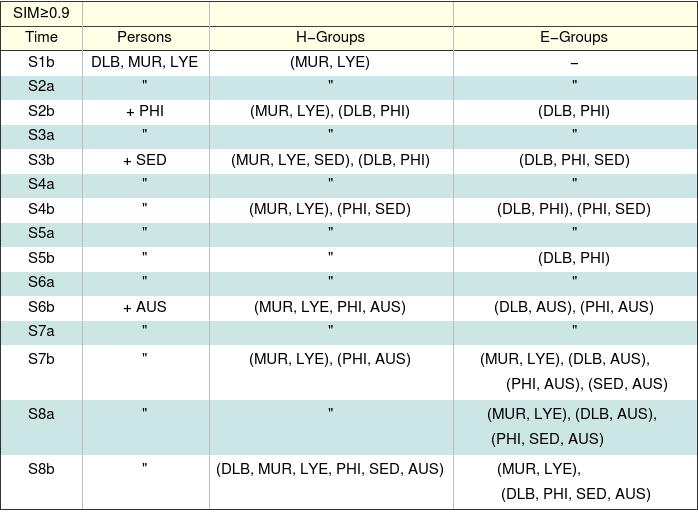 SIM≥0.9
Time Persons H−Groups E−Groups
S1b DLB, MUR, LYE (MUR, LYE) −
S2a " " "
S2b + PHI (MUR, LYE), (DLB, PHI) (DLB, PHI)
S3a " " "
S3b + SED (MUR, LYE, SED), (DLB, PHI) (DLB, PHI, SED)
S4a " " "
S4b " (MUR, LYE), (PHI, SED) (DLB, PHI), (PHI, SED)
S5a " " "
S5b " " (DLB, PHI)
S6a " " "
S6b + AUS (MUR, LYE, PHI, AUS) (DLB, AUS), (PHI, AUS)
S7a " " "
S7b " (MUR, LYE), (PHI, AUS) (MUR, LYE), (DLB, AUS),
(PHI, AUS), (SED, AUS)
S8a " " (MUR, LYE), (DLB, AUS),
(PHI, SED, AUS)
S8b " (DLB, MUR, LYE, PHI, SED, AUS) (MUR, LYE),
(DLB, PHI, SED, AUS)